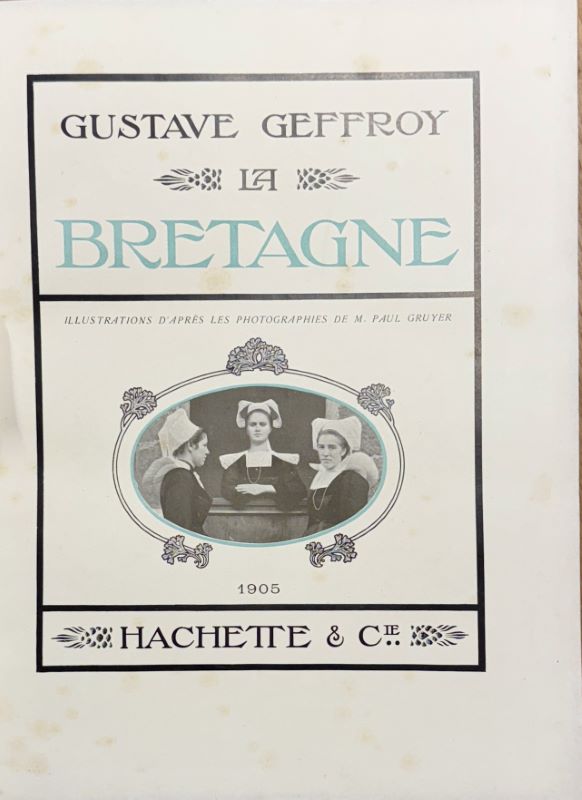 GUSTAVE GEFFROY
LA
BRETAGNE
ILLUSTRATIONS D'APRÈS LES PHOTOGRAPHIES DE M. PAUL GRUYER
1905
HACHETTE & CIE.